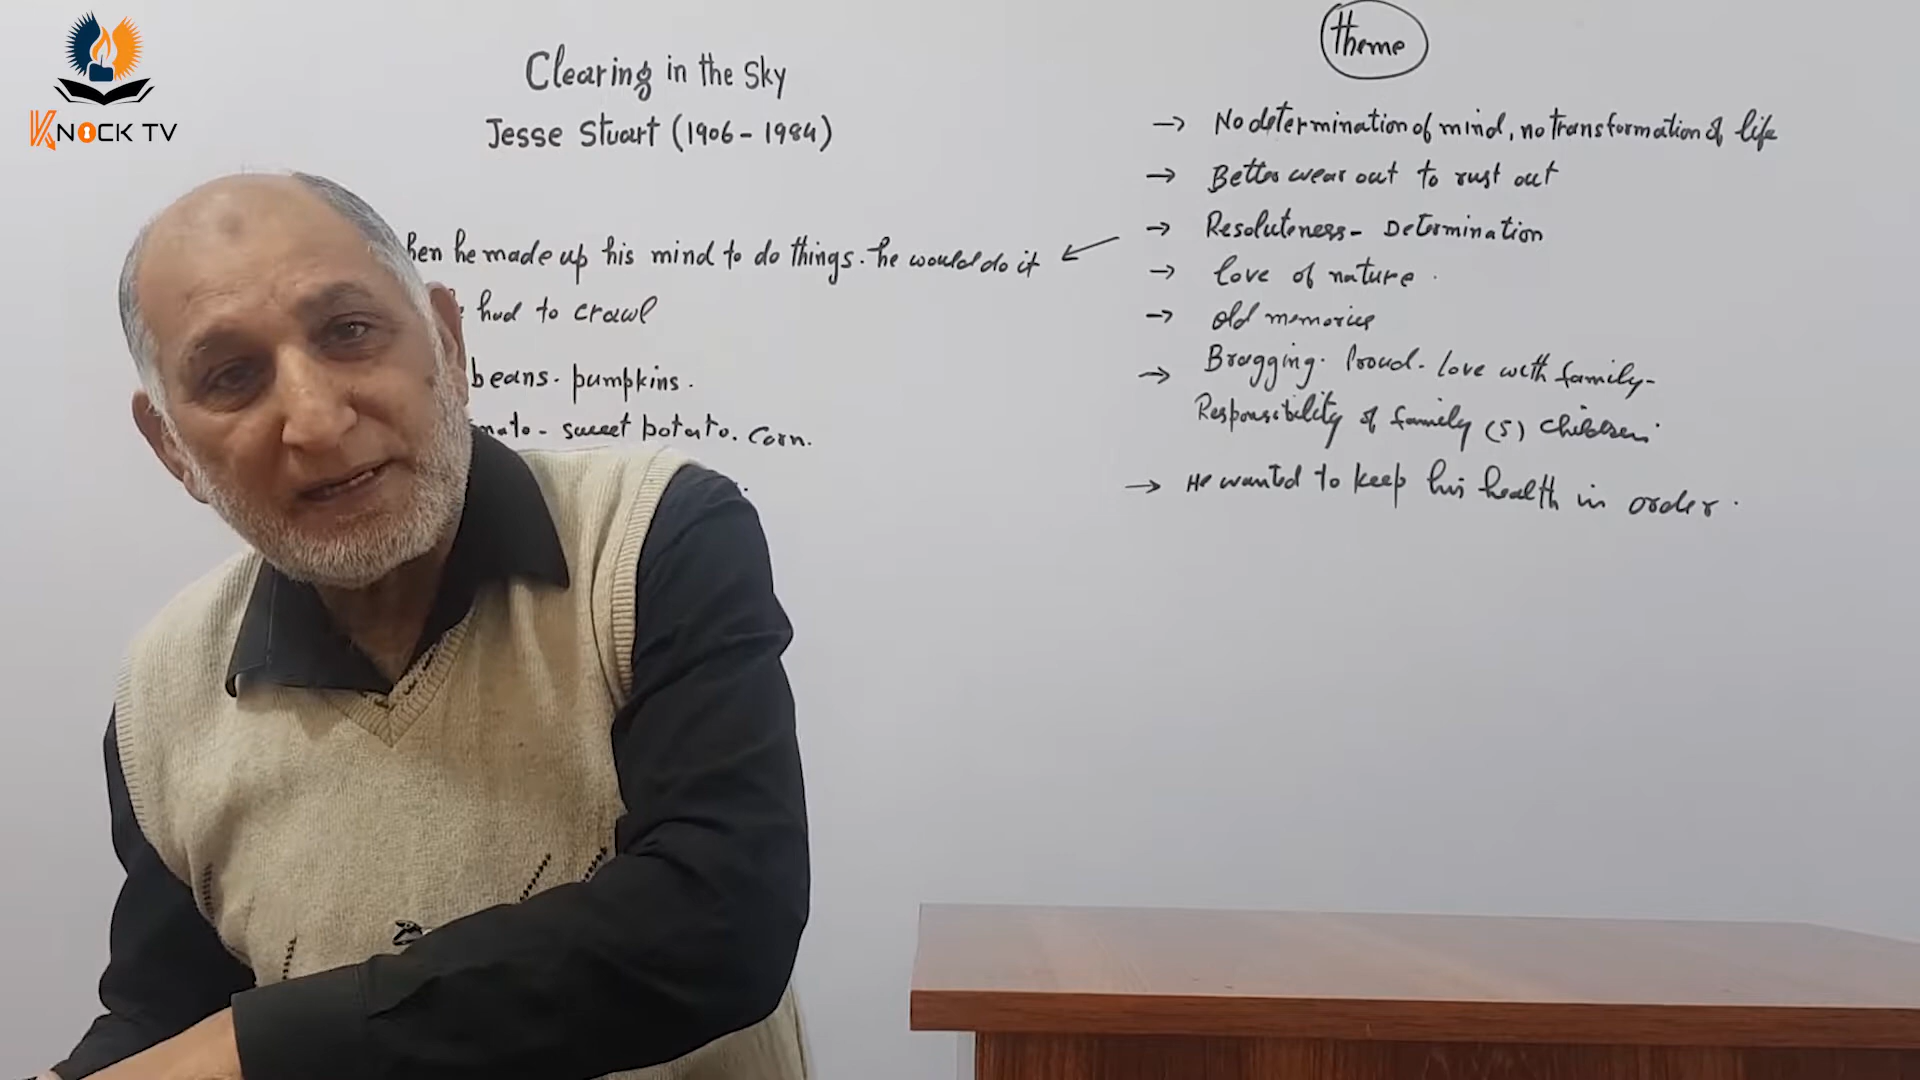 KNOCK TV
Clearing in the Sky
Jesse Stuart (1906 - 1984)
hen he made up his mind to do things. he would do it
had to crawl
beans. pumpkins.
mato - sweet potato. Corn.
Theme
→ No determination of mind, no transformation of life
→ Better wear out to rust out
→ Resoluteness - Determination
→ love of nature.
→ old memories
→ Bragging. Proud. Love with family -
Responsibility of family (5) children.
→ He wanted to keep his health in order.